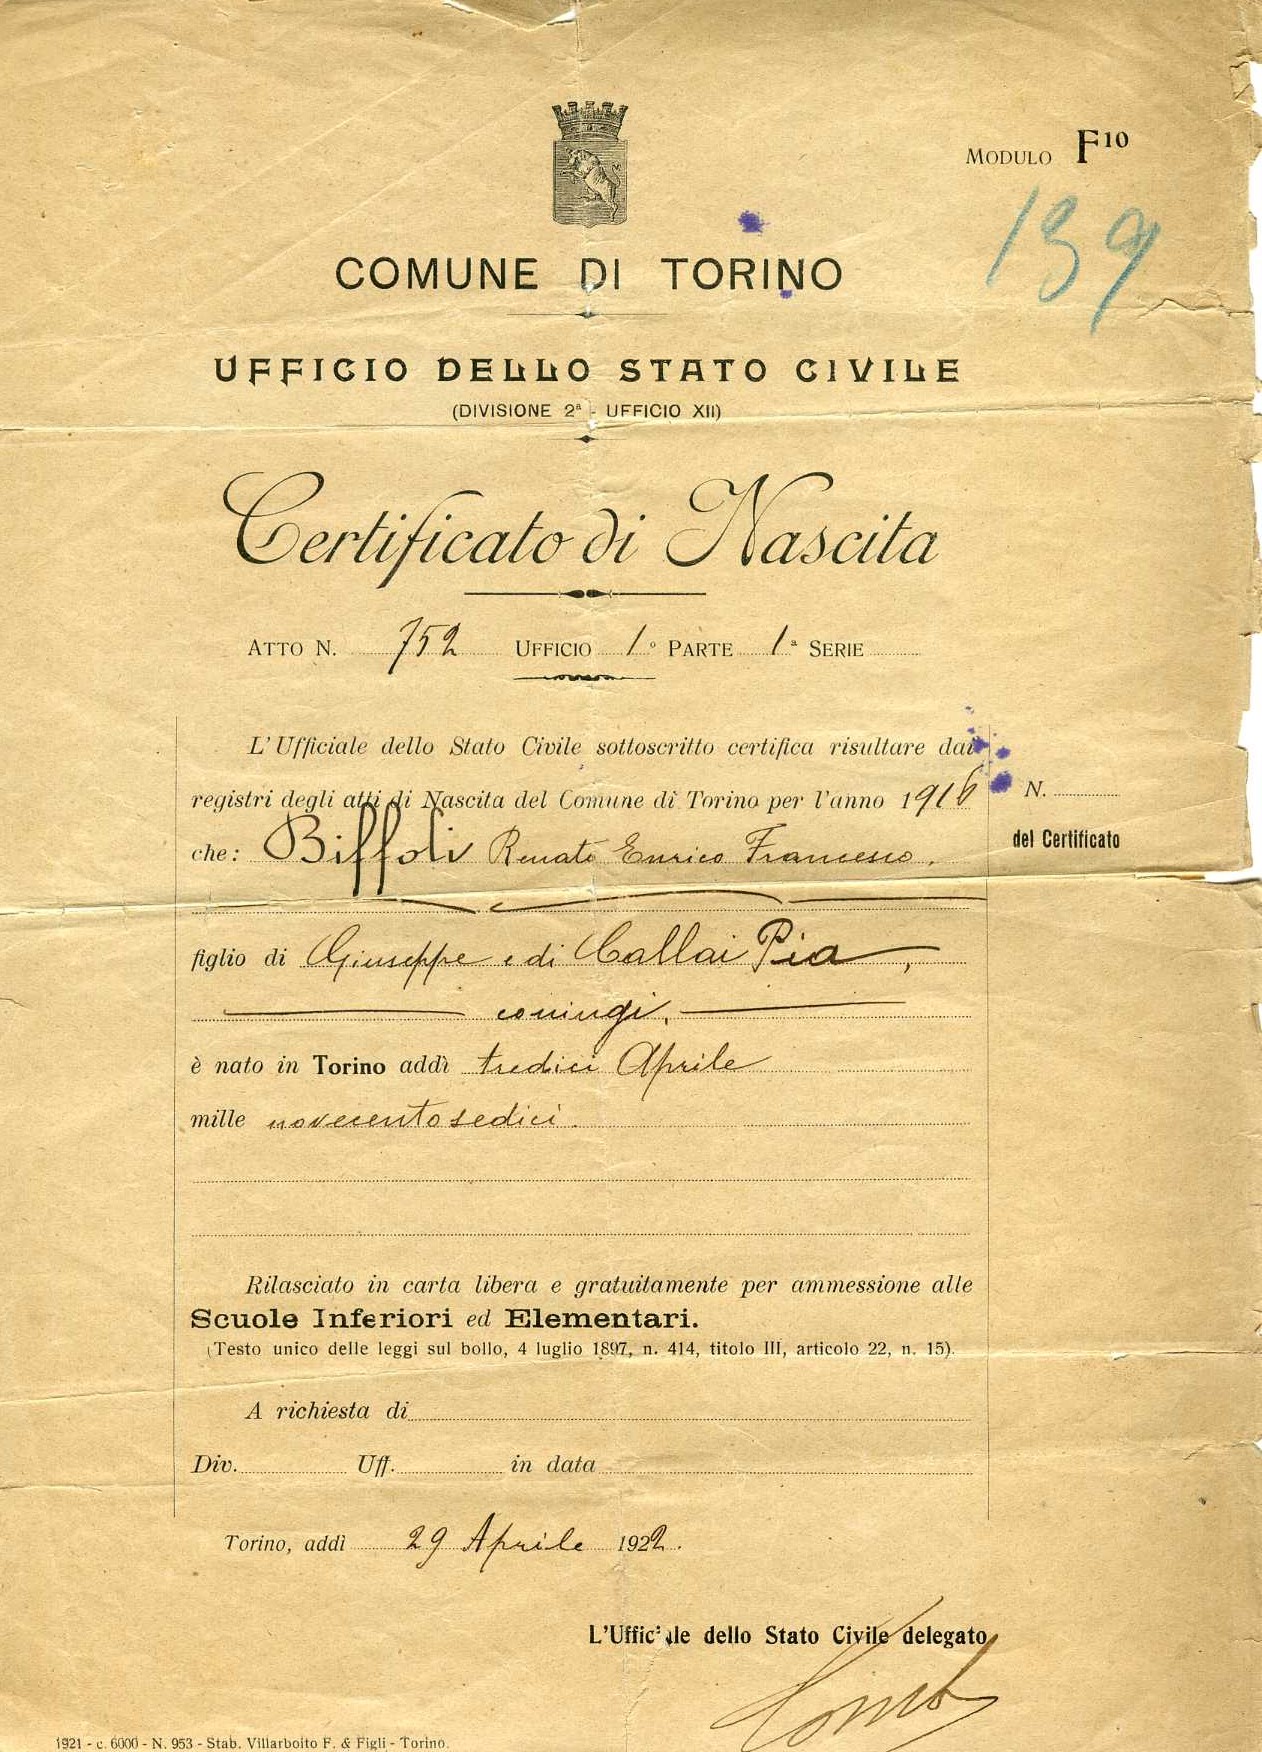 MODULO F10
139
COMUNE DI TORINO
UFFICIO DELLO STATO CIVILE
(DIVISIONE 2ª - UFFICIO XII)
Certificato di Nascita
ATTO N. 752 UFFICIO 1° PARTE 1ª SERIE
L'Ufficiale dello Stato Civile sottoscritto certifica risultare dai
registri degli atti di Nascita del Comune di Torino per l'anno 1916
N.
del Certificato
che: Biffoli Renato Enrico Francesco.
figlio di Giuseppe e di Callai Pia,
coniugi.
è nato in Torino addì tredici Aprile
mille novecentosedici.
Rilasciato in carta libera e gratuitamente per ammessione alle
Scuole Inferiori ed Elementari.
(Testo unico delle leggi sul bollo, 4 luglio 1897, n. 414, titolo III, articolo 22, n. 15).
A richiesta di
Div. Uff. in data
Torino, addì 29 Aprile 1922.
L'Ufficiale dello Stato Civile delegato
1921 - c. 6000 - N. 953 - Stab. Villarboito F. & Figli - Torino.